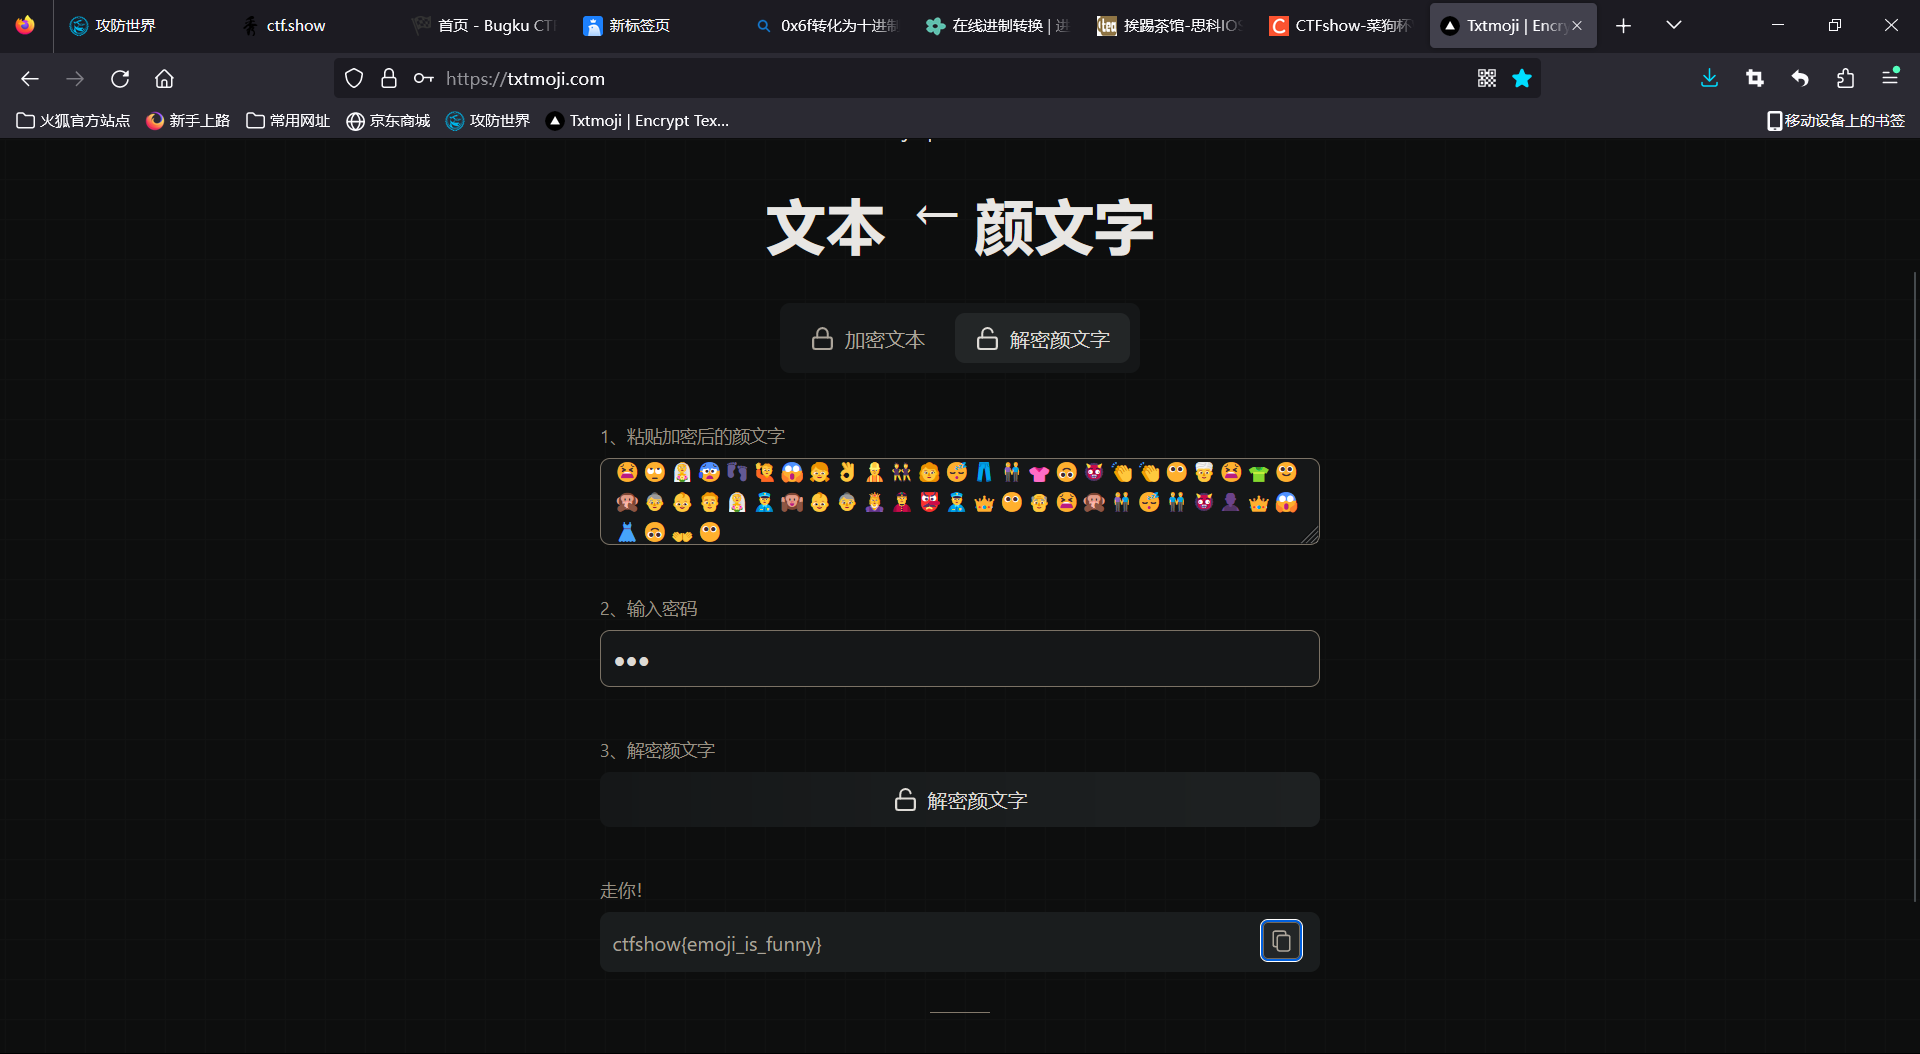 攻防世界
ctf.show
首页 - Bugku CT
新标签页
0x6f转化为十进制
在线进制转换 | 进
挨踢茶馆-思科IOS
CTFshow-菜狗杯
Txtmoji | Encry
https://txtmoji.com
火狐官方站点
新手上路
常用网址
京东商城
攻防世界
Txtmoji | Encrypt Tex...
移动设备上的书签
文本 ← 颜文字
加密文本
解密颜文字
1、粘贴加密后的颜文字
2、输入密码
●●●
3、解密颜文字
解密颜文字
走你!
ctfshow{emoji_is_funny}